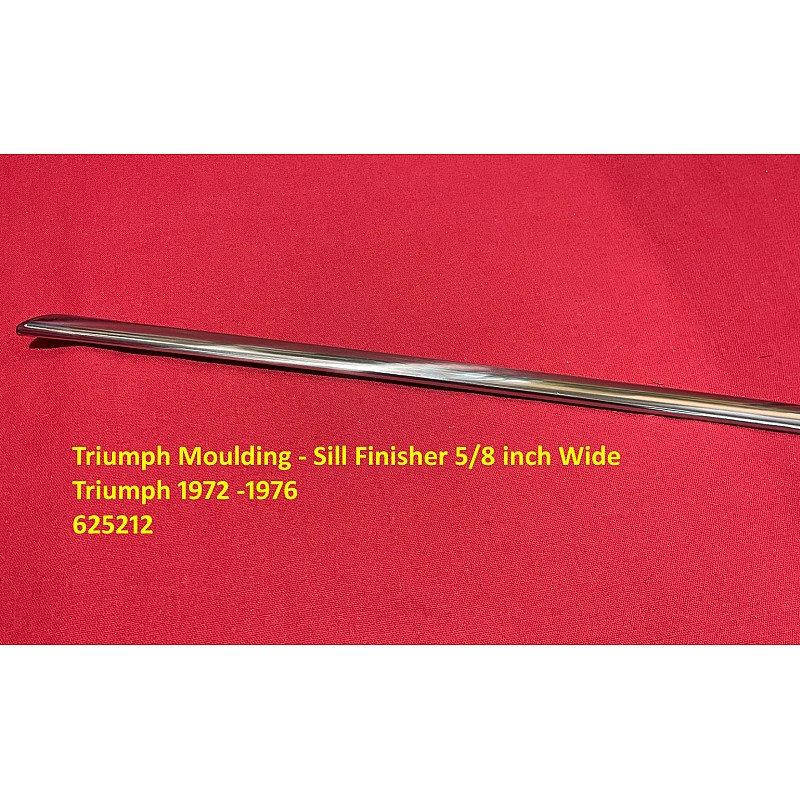 Triumph Moulding - Sill Finisher 5/8 inch Wide
Triumph 1972 -1976
625212